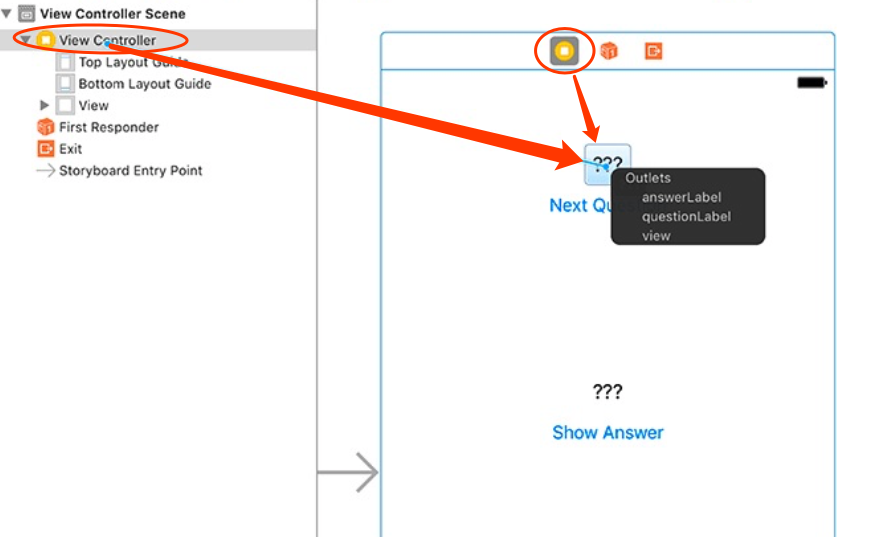 View Controller Scene
View Controller
Top Layout Guide
Bottom Layout Guide
View
First Responder
Exit
Storyboard Entry Point
???
Next Qu
Outlets
answerLabel
questionLabel
view
???
Show Answer